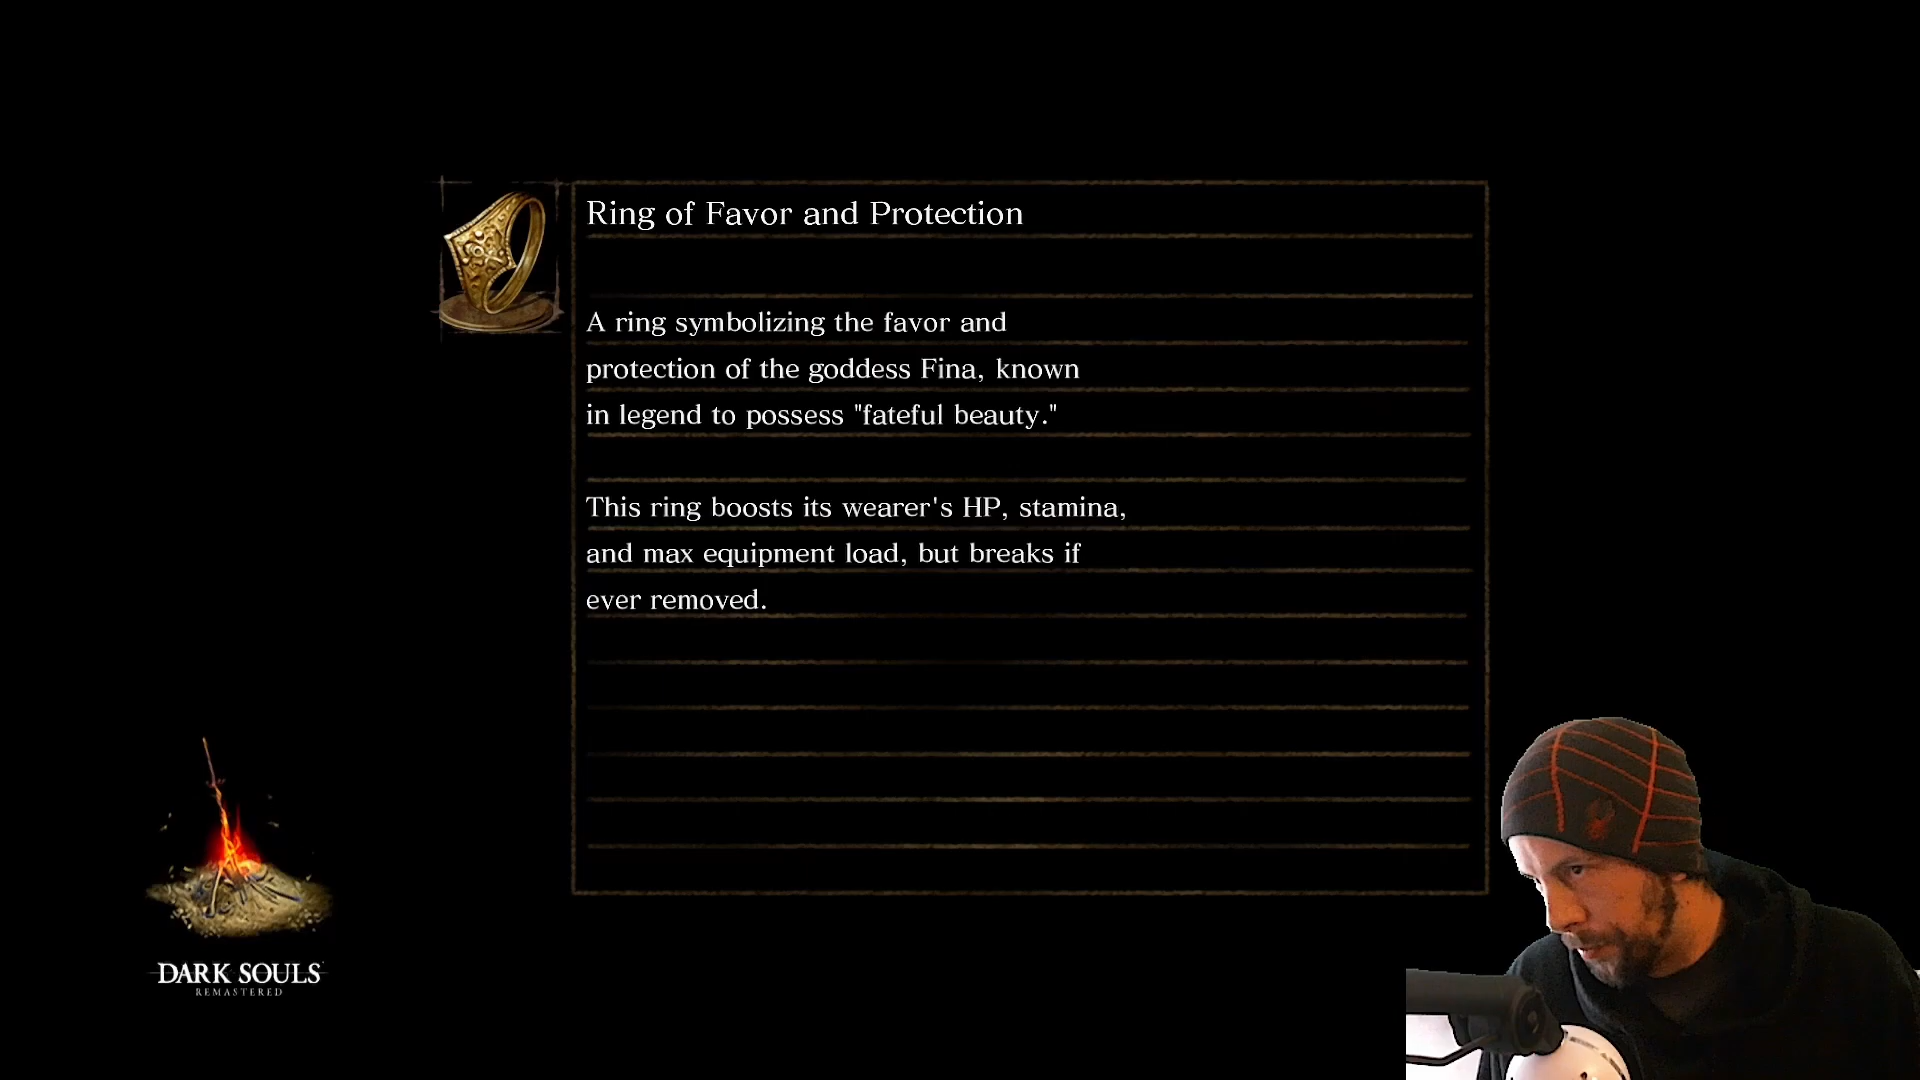 Ring of Favor and Protection
A ring symbolizing the favor and
protection of the goddess Fina, known
in legend to possess "fateful beauty."
This ring boosts its wearer's HP, stamina,
and max equipment load, but breaks if
ever removed.
DARK SOULS
REMASTERED